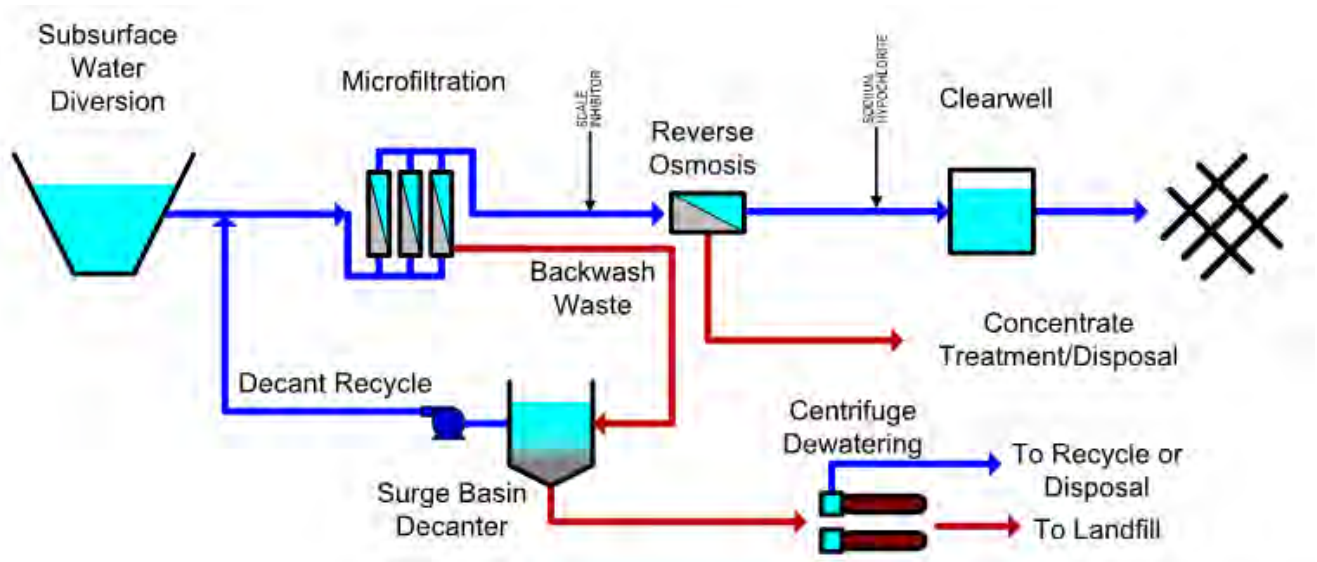 Subsurface
Water
Diversion
Microfiltration
SCALE
INHIBITOR
Reverse
Osmosis
SODIUM
HYPOCHLORITE
Clearwell
Backwash
Waste
Concentrate
Treatment/Disposal
Decant Recycle
Surge Basin
Decanter
Centrifuge
Dewatering
To Recycle or
Disposal
To Landfill